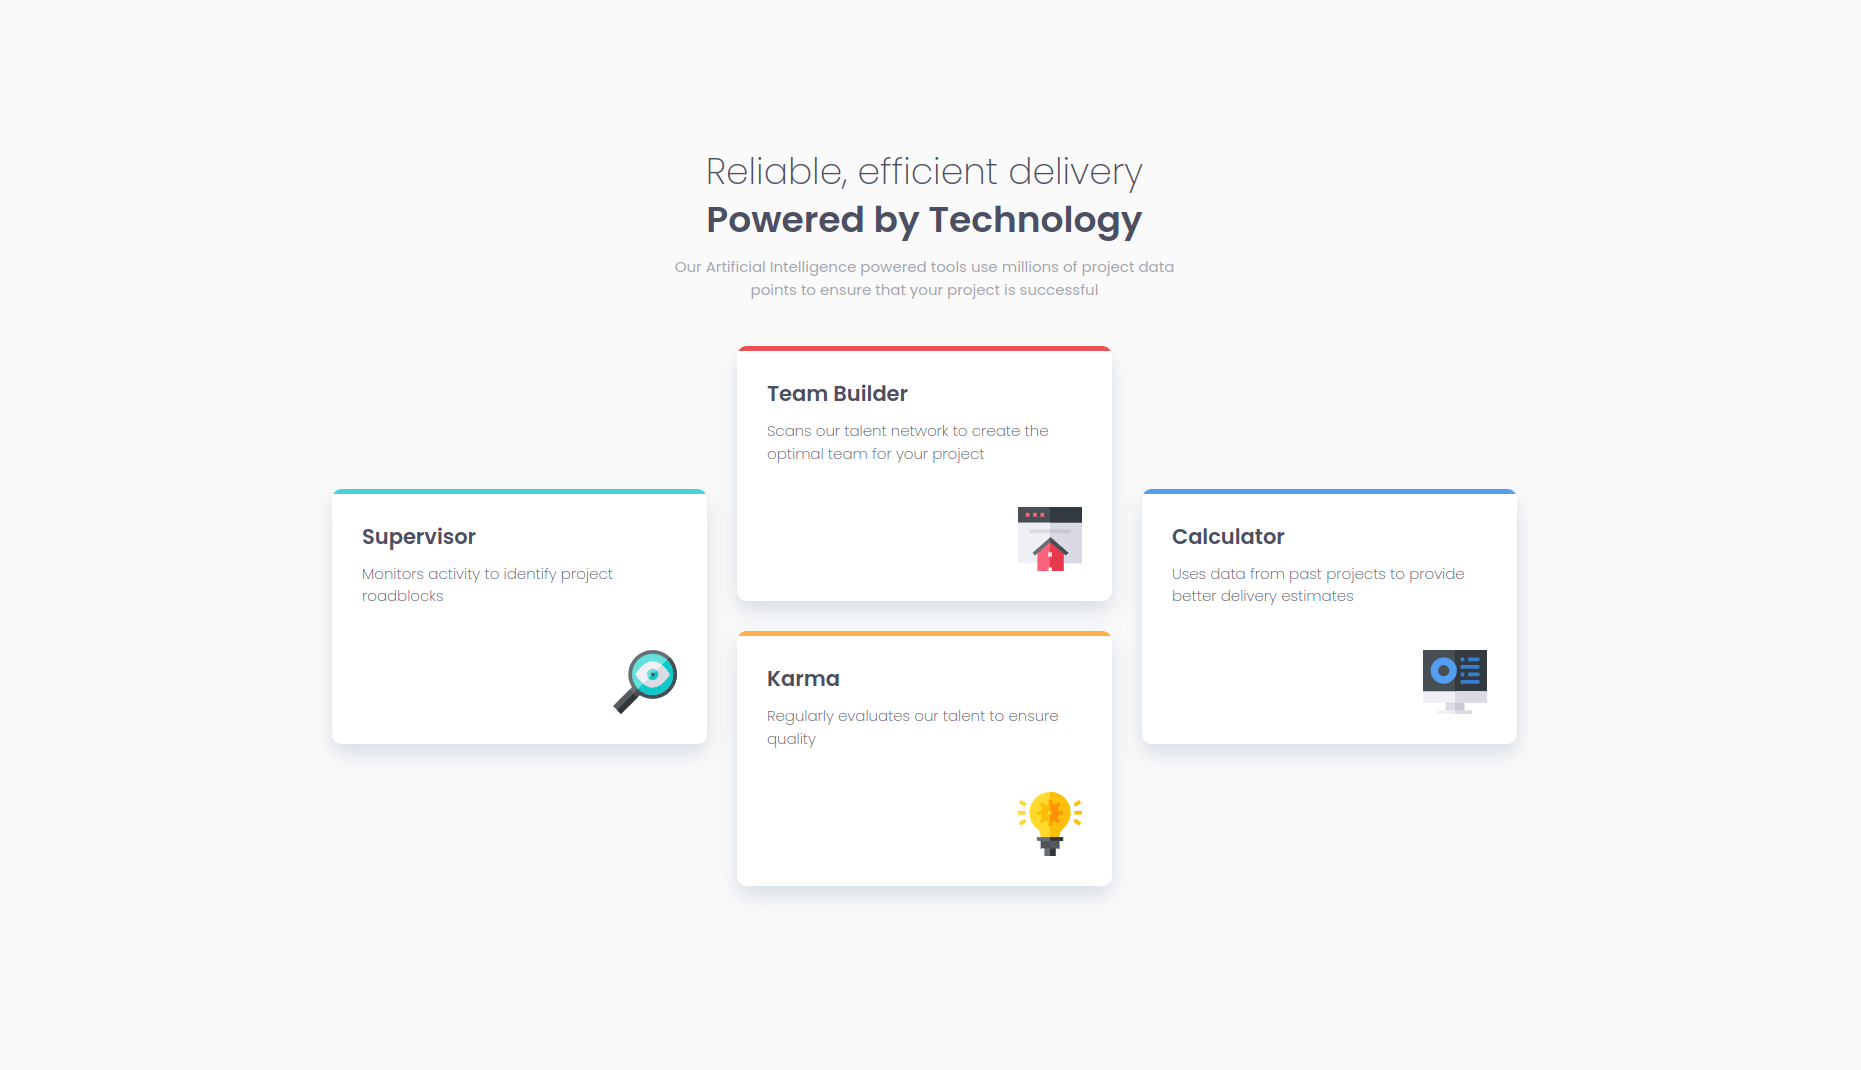 Reliable, efficient delivery
Powered by Technology
Our Artificial Intelligence powered tools use millions of project data
points to ensure that your project is successful
Supervisor
Monitors activity to identify project
roadblocks
Team Builder
Scans our talent network to create the
optimal team for your project
Karma
Regularly evaluates our talent to ensure
quality
Calculator
Uses data from past projects to provide
better delivery estimates